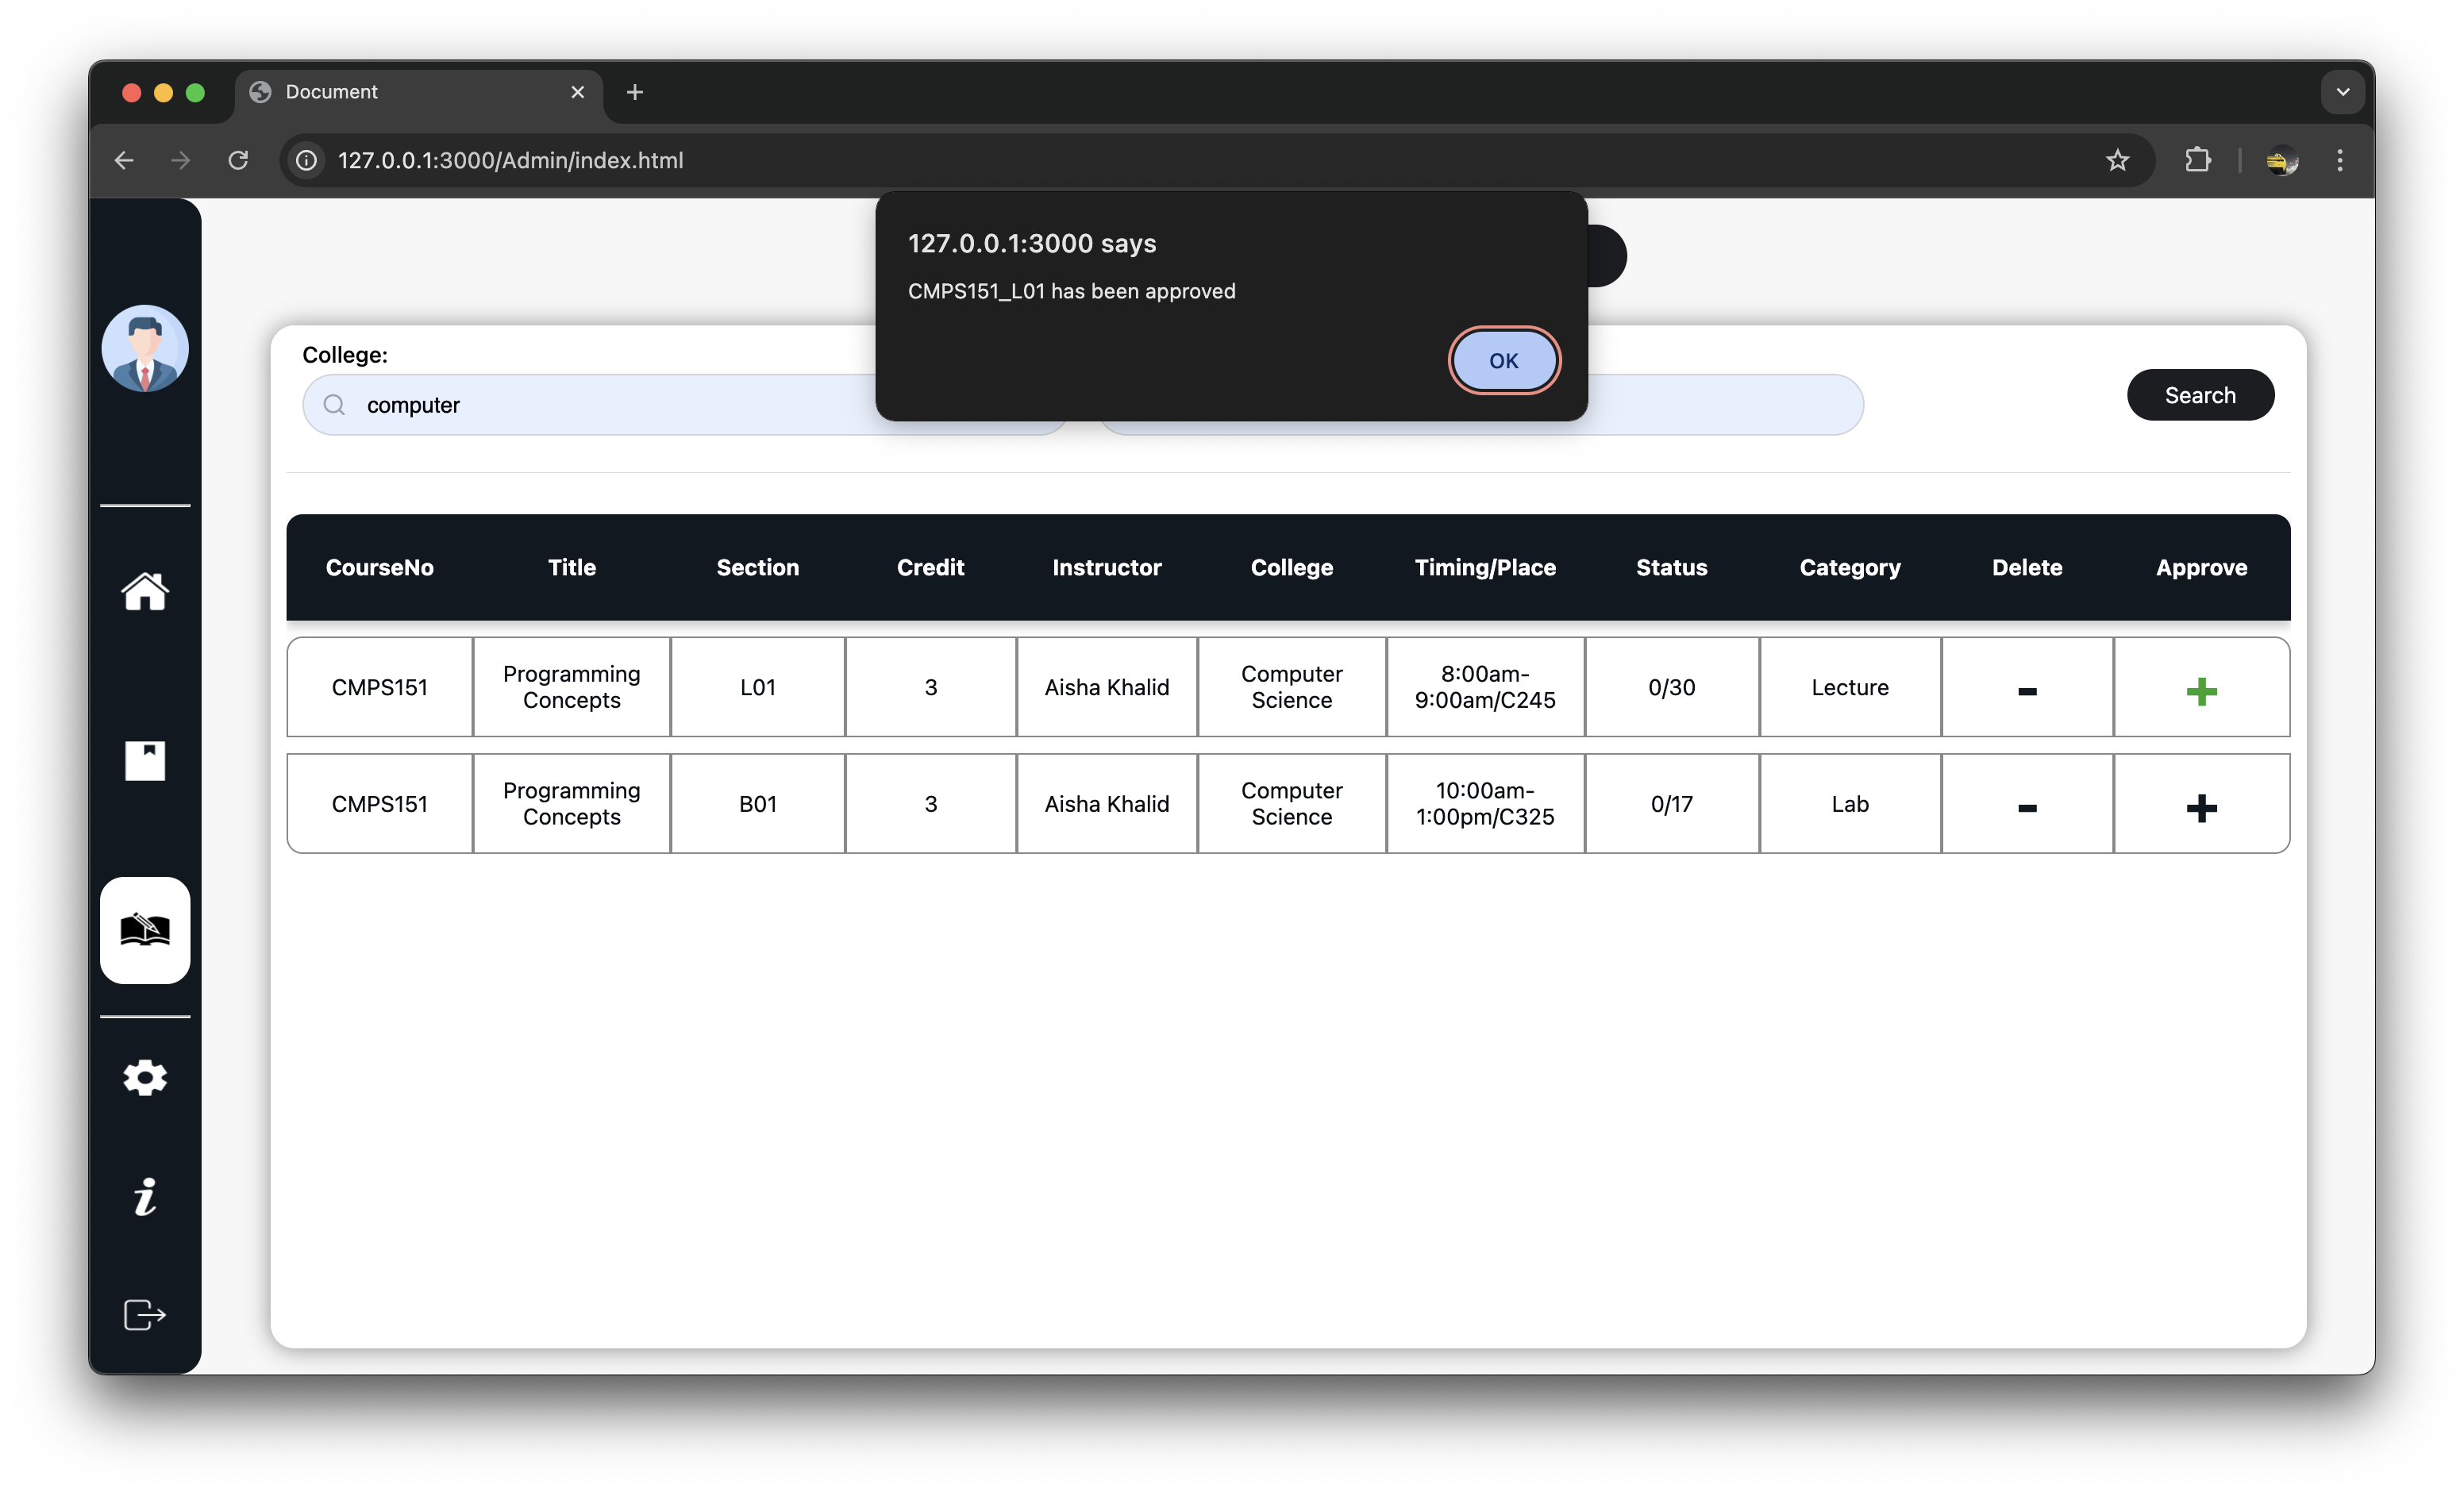 Document
127.0.0.1:3000/Admin/index.html
127.0.0.1:3000 says
CMPS151_L01 has been approved
OK
College:
computer
Search
CourseNo Title Section Credit Instructor College Timing/Place Status Category Delete Approve
CMPS151 Programming Concepts L01 3 Aisha Khalid Computer Science 8:00am-9:00am/C245 0/30 Lecture - +
CMPS151 Programming Concepts B01 3 Aisha Khalid Computer Science 10:00am-1:00pm/C325 0/17 Lab - +